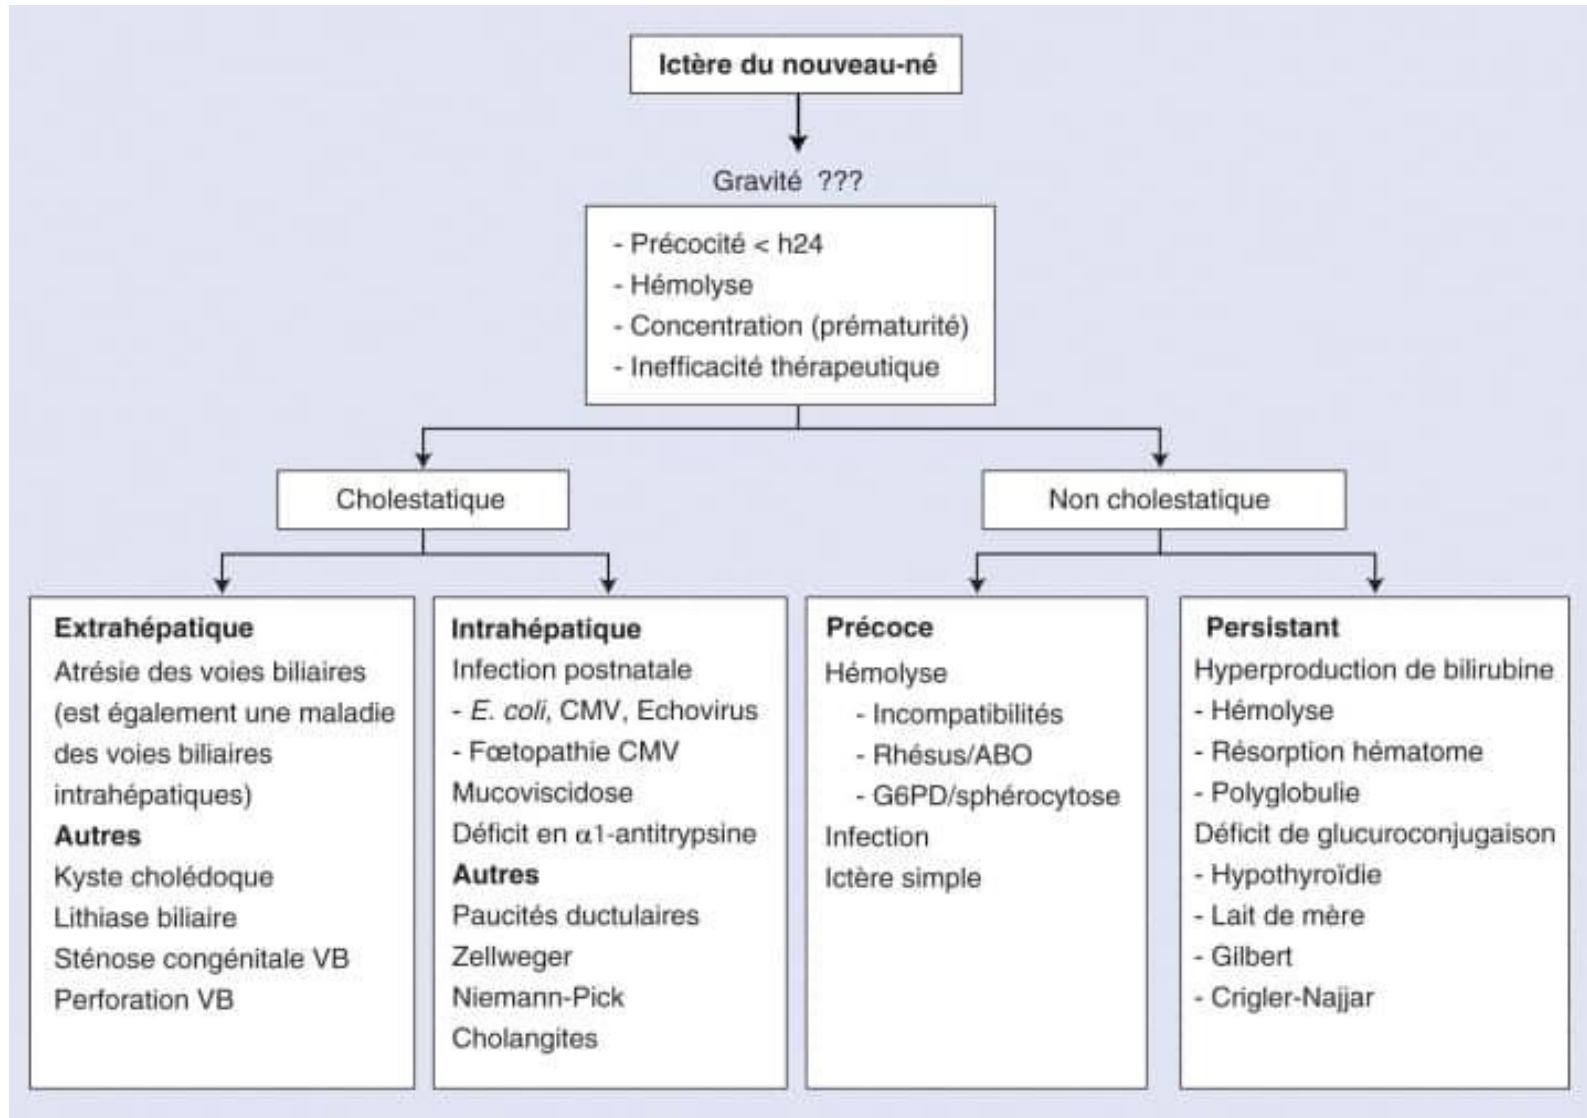 Ictère du nouveau-né
Gravité ???
- Précocité < h24
- Hémolyse
- Concentration (prématurité)
- Inefficacité thérapeutique
Cholestatique
Non cholestatique
Extrahépatique
Atrésie des voies biliaires
(est également une maladie
des voies biliaires
intrahépatiques)
Autres
Kyste cholédoque
Lithiase biliaire
Sténose congénitale VB
Perforation VB
Intrahépatique
Infection postnatale
- E. coli, CMV, Echovirus
- Fœtopathie CMV
Mucoviscidose
Déficit en α1-antitrypsine
Autres
Paucités ductulaires
Zellweger
Niemann-Pick
Cholangites
Précoce
Hémolyse
- Incompatibilités
- Rhésus/ABO
- G6PD/sphérocytose
Infection
Ictère simple
Persistant
Hyperproduction de bilirubine
- Hémolyse
- Résorption hématome
- Polyglobulie
Déficit de glucuroconjugaison
- Hypothyroïdie
- Lait de mère
- Gilbert
- Crigler-Najjar